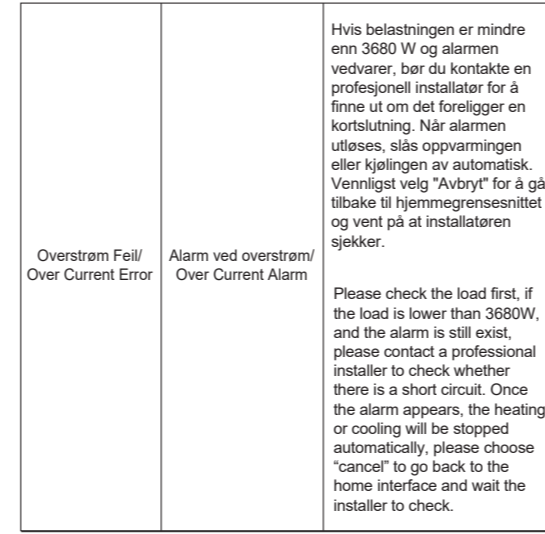 Overstrøm Feil/
Over Current Error
Alarm ved overstrøm/
Over Current Alarm
Hvis belastningen er mindre
enn 3680 W og alarmen
vedvarer, bør du kontakte en
profesjonell installatør for å
finne ut om det foreligger en
kortslutning. Når alarmen
utløses, slås oppvarmingen
eller kjølingen av automatisk.
Vennligst velg "Avbryt" for å gå
tilbake til hjemmegrensesnittet
og vent på at installatøren
sjekker.
Please check the load first, if
the load is lower than 3680W,
and the alarm is still exist,
please contact a professional
installer to check whether
there is a short circuit. Once
the alarm appears, the heating
or cooling will be stopped
automatically, please choose
“cancel” to go back to the
home interface and wait the
installer to check.